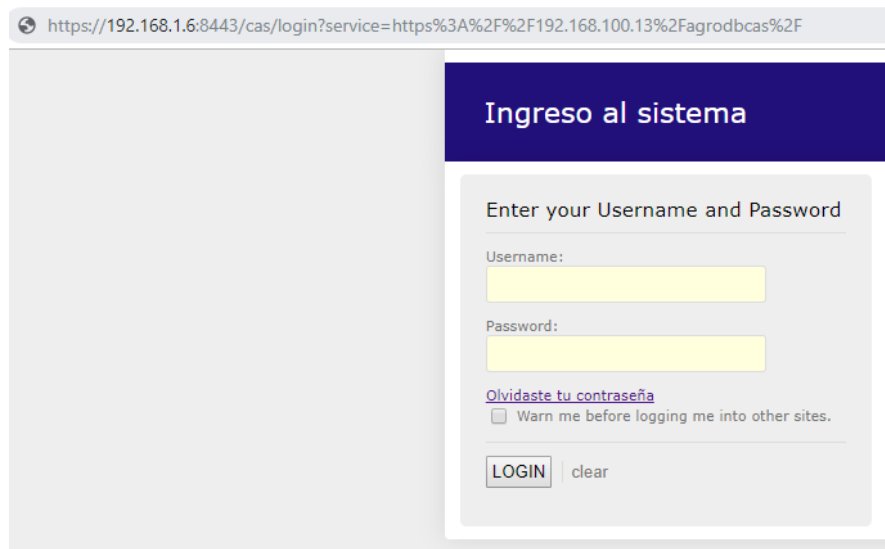 https://192.168.1.6:8443/cas/login?service=https%3A%2F%2F192.168.100.13%2Fagrodbcas%2F
Ingreso al sistema
Enter your Username and Password
Username:
Password:
Olvidaste tu contraseña
Warn me before logging me into other sites.
LOGIN clear